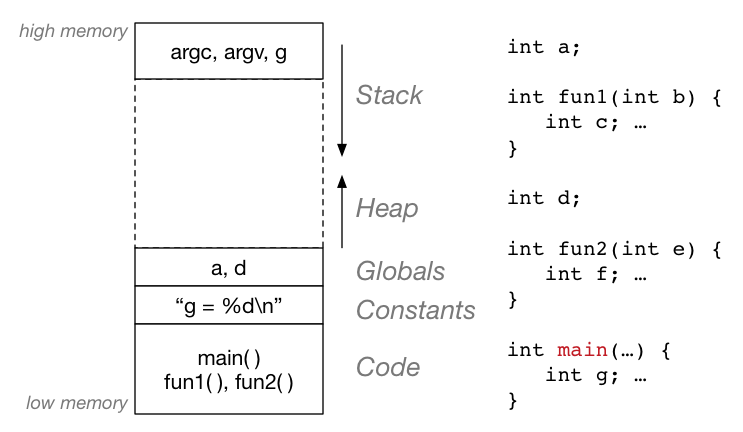 high memory
argc, argv, g
Stack
Heap
a, d
Globals
“g = %d\n”
Constants
main()
fun1(), fun2()
Code
low memory
int a;
int fun1(int b) {
int c; …
}
int d;
int fun2(int e) {
int f; …
}
int main(…) {
int g; …
}